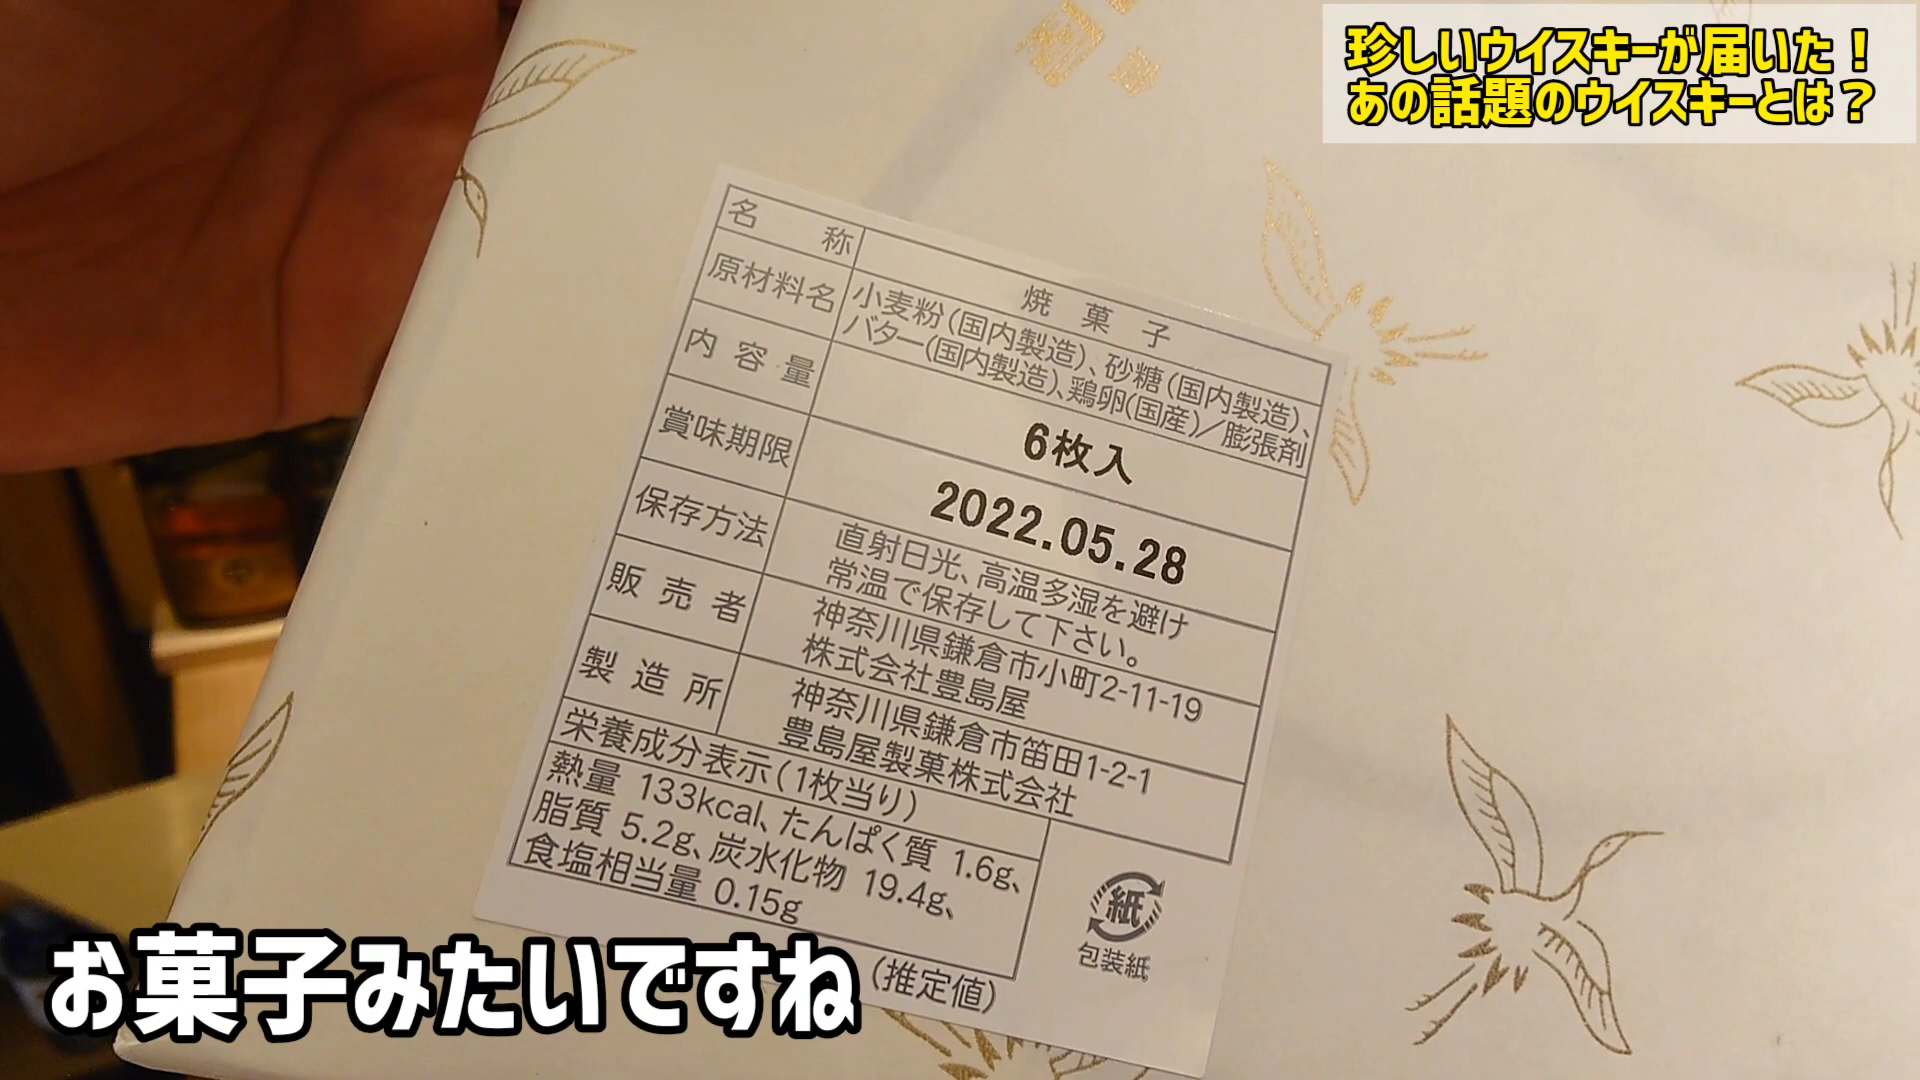 珍しいウイスキーが届いた！
あの話題のウイスキーとは？
名称 焼菓子
原材料名 小麦粉(国内製造)、砂糖(国内製造)、
バター(国内製造)、鶏卵(国産)／膨張剤
内容量 6枚入
賞味期限 2022.05.28
保存方法 直射日光、高温多湿を避け
常温で保存して下さい。
販売者 神奈川県鎌倉市小町2-11-19
株式会社豊島屋
製造所 神奈川県鎌倉市笛田1-2-1
豊島屋製菓株式会社
栄養成分表示(1枚当り)
熱量 133kcal、たんぱく質 1.6g、
脂質 5.2g、炭水化物 19.4g、
食塩相当量 0.15g
(推定値)
紙
包装紙
お菓子みたいですね